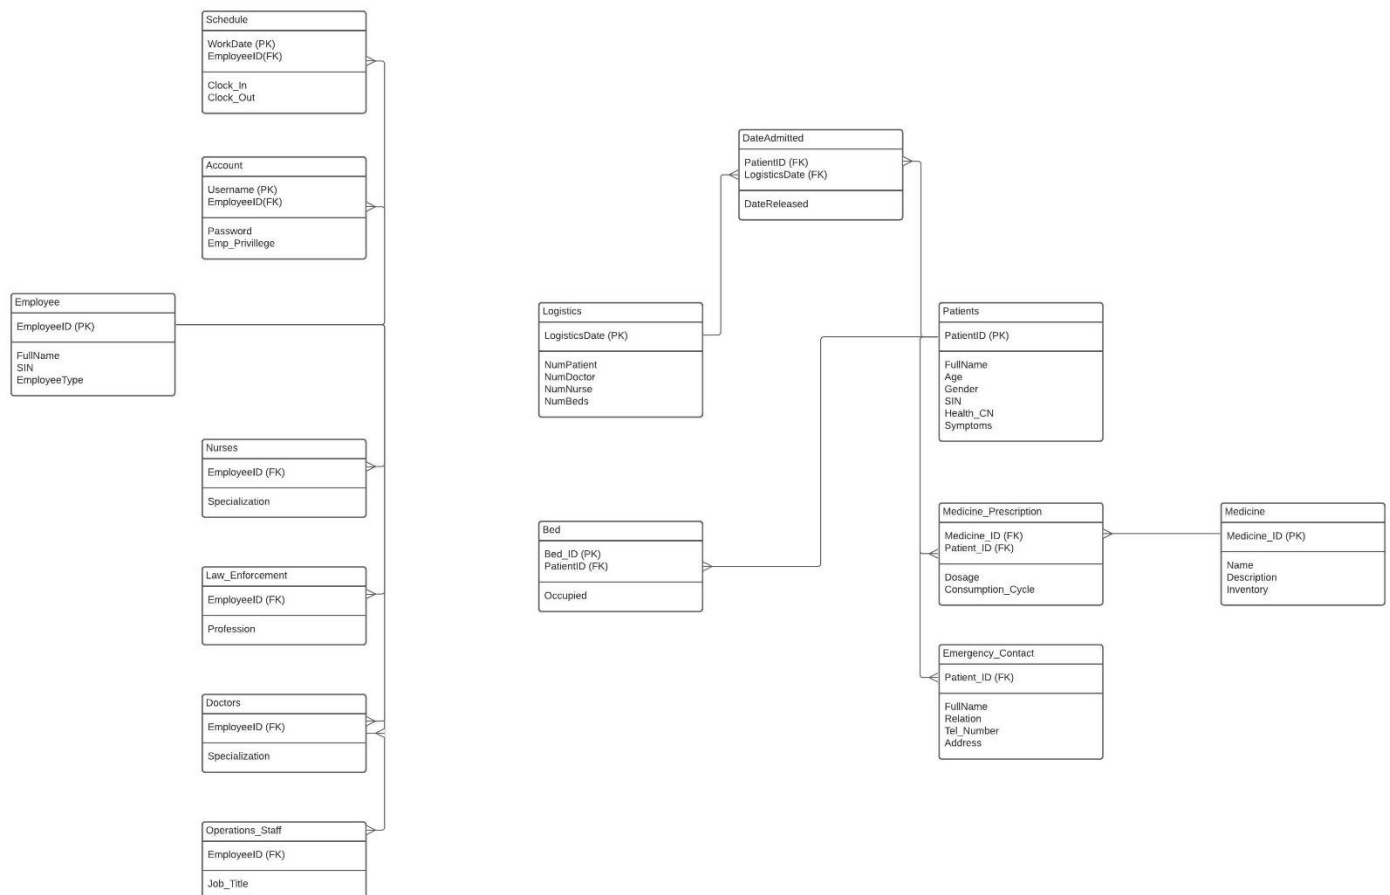 Schedule
WorkDate (PK)
EmployeeID(FK)
Clock_In
Clock_Out
Account
Username (PK)
EmployeeID(FK)
Password
Emp_Privillege
Employee
EmployeeID (PK)
FullName
SIN
EmployeeType
Nurses
EmployeeID (FK)
Specialization
Law_Enforcement
EmployeeID (FK)
Profession
Doctors
EmployeeID (FK)
Specialization
Operations_Staff
EmployeeID (FK)
Job_Title
DateAdmitted
PatientID (FK)
LogisticsDate (FK)
DateReleased
Logistics
LogisticsDate (PK)
NumPatient
NumDoctor
NumNurse
NumBeds
Patients
PatientID (PK)
FullName
Age
Gender
SIN
Health_CN
Symptoms
Bed
Bed_ID (PK)
PatientID (FK)
Occupied
Medicine_Prescription
Medicine_ID (FK)
Patient_ID (FK)
Dosage
Consumption_Cycle
Medicine
Medicine_ID (PK)
Name
Description
Inventory
Emergency_Contact
Patient_ID (FK)
FullName
Relation
Tel_Number
Address